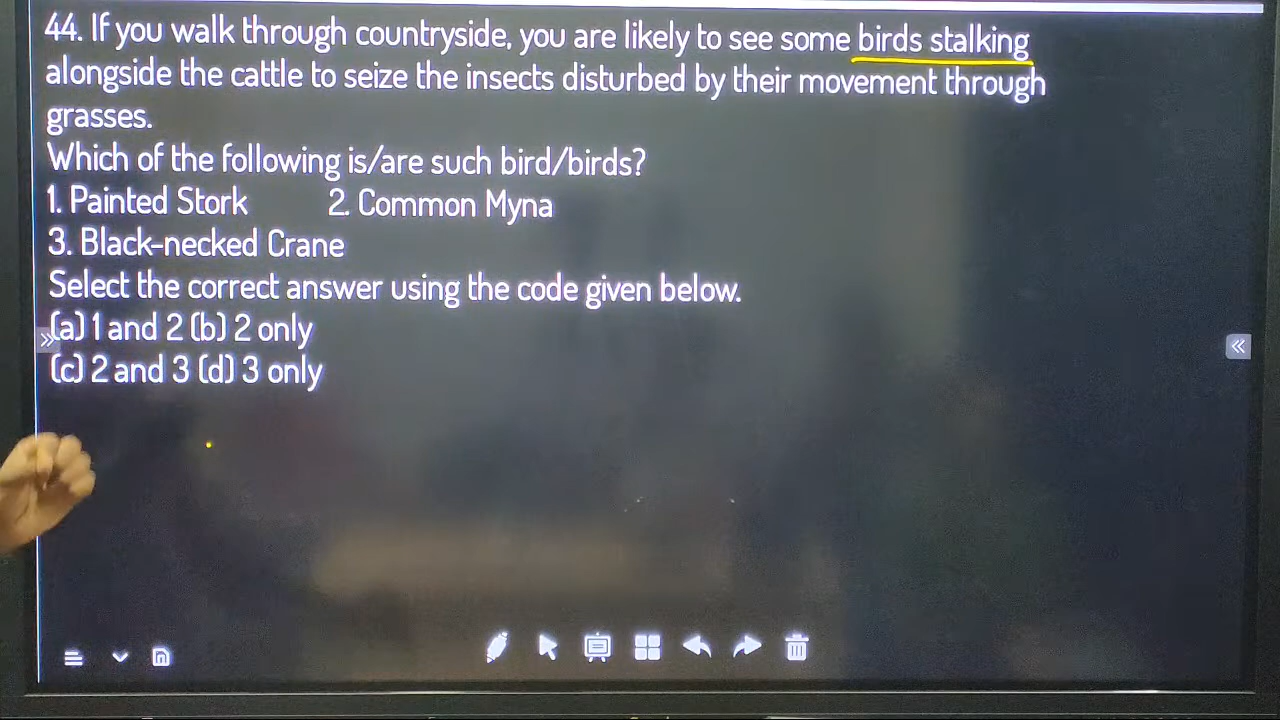 44. If you walk through countryside, you are likely to see some birds stalking
alongside the cattle to seize the insects disturbed by their movement through
grasses.
Which of the following is/are such bird/birds?
1. Painted Stork 2. Common Myna
3. Black-necked Crane
Select the correct answer using the code given below.
(a) 1 and 2 (b) 2 only
(c) 2 and 3 (d) 3 only